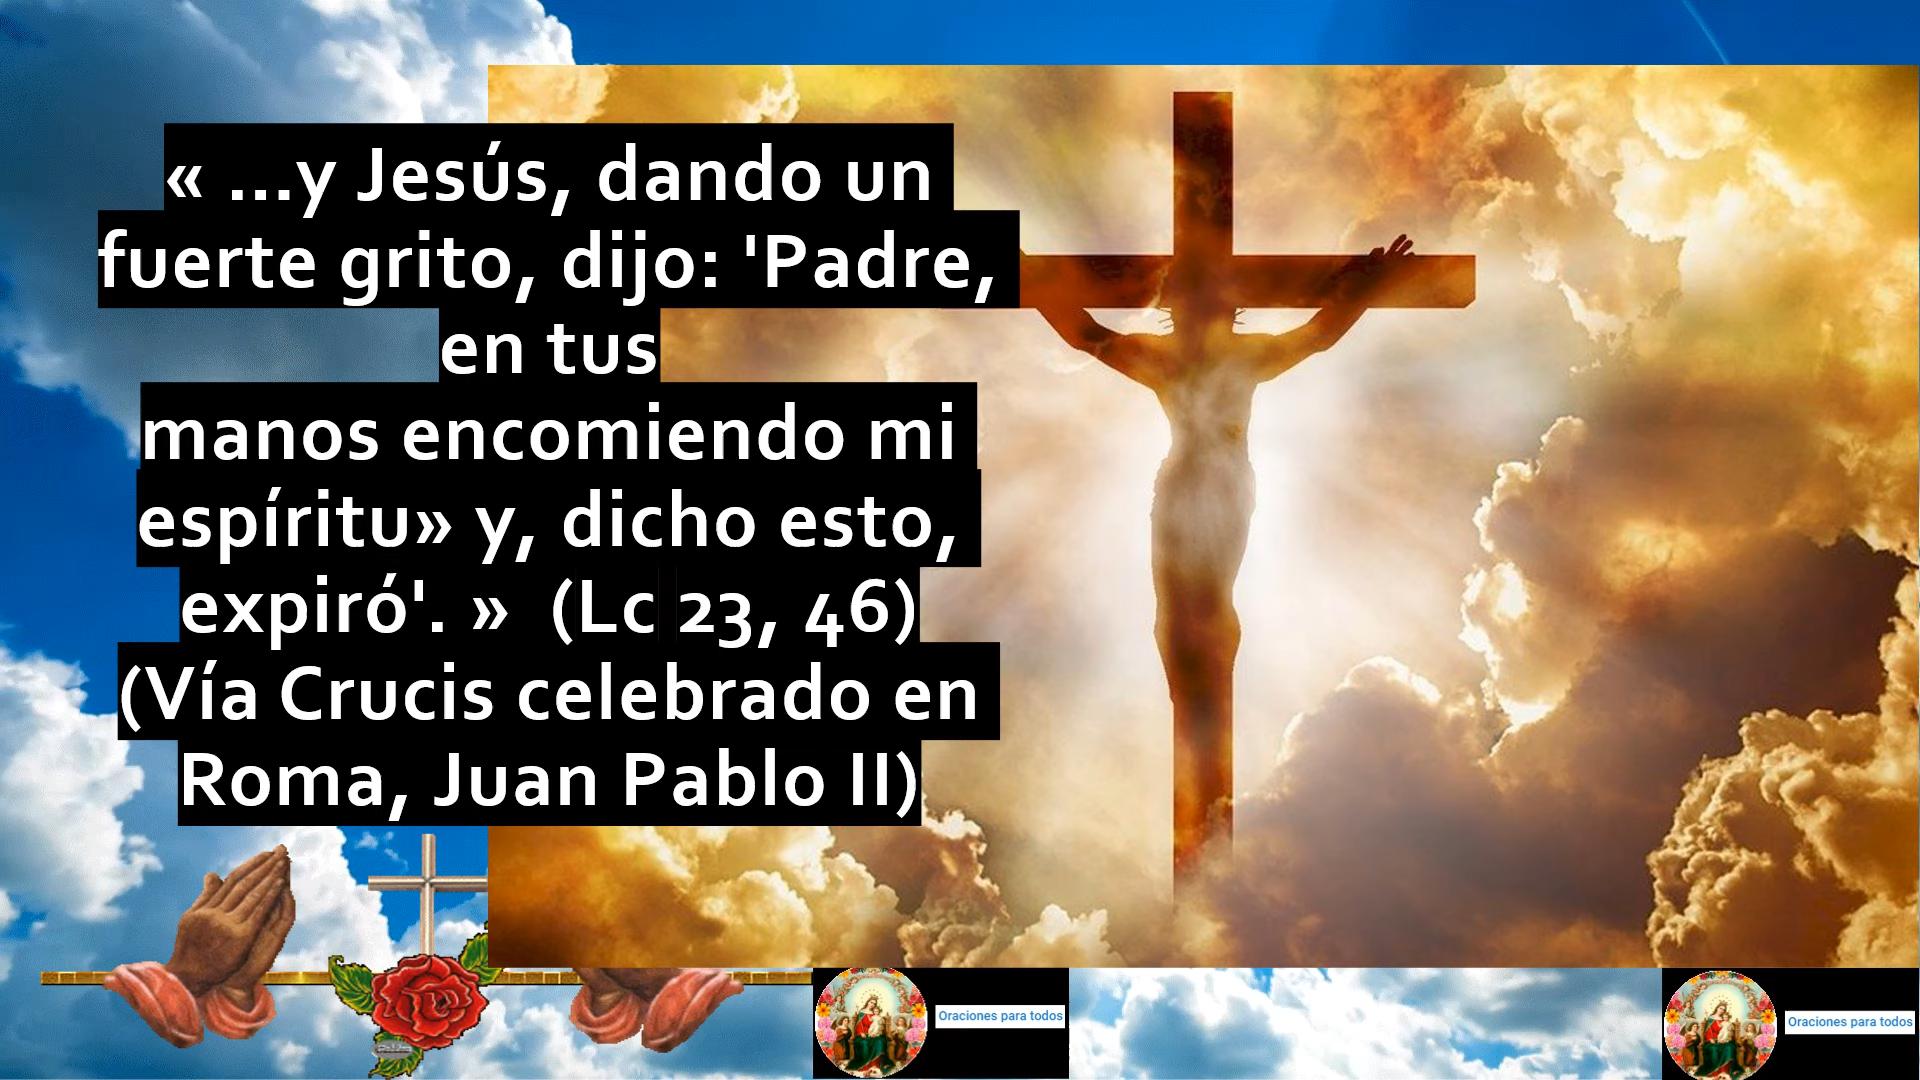 « ...y Jesús, dando un
fuerte grito, dijo: 'Padre,
en tus
manos encomiendo mi
espíritu» y, dicho esto,
expiró'. »  (Lc 23, 46)
(Vía Crucis celebrado en
Roma, Juan Pablo II)
Oraciones para todos
Oraciones para todos